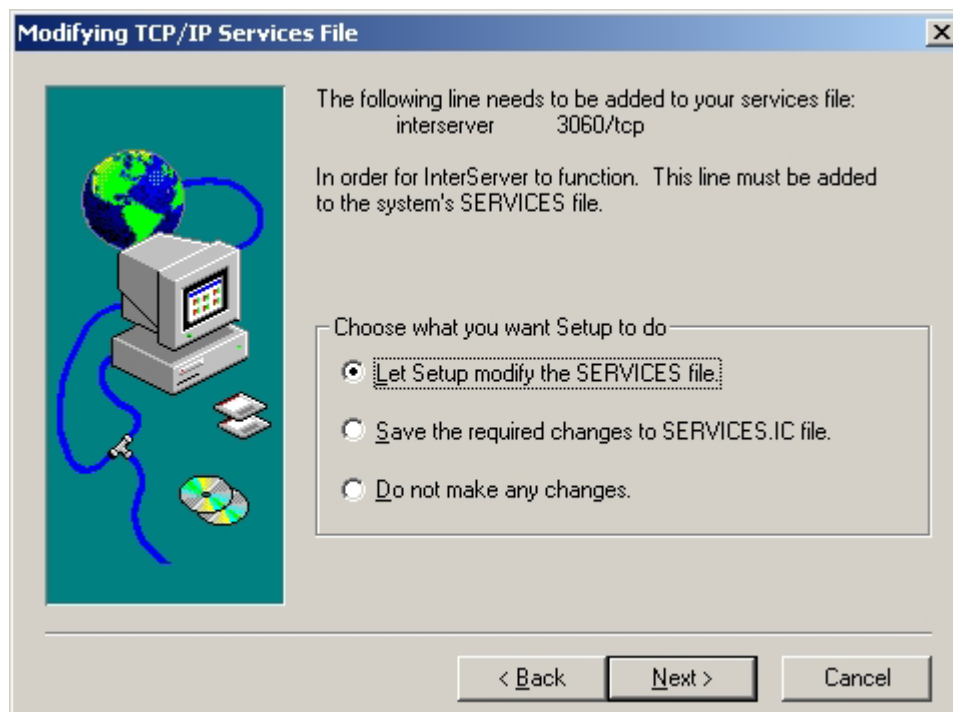 Modifying TCP/IP Services File
The following line needs to be added to your services file:
interserver 3060/tcp
In order for InterServer to function. This line must be added
to the system's SERVICES file.
Choose what you want Setup to do
Let Setup modify the SERVICES file.
Save the required changes to SERVICES.IC file.
Do not make any changes.
< Back
Next >
Cancel